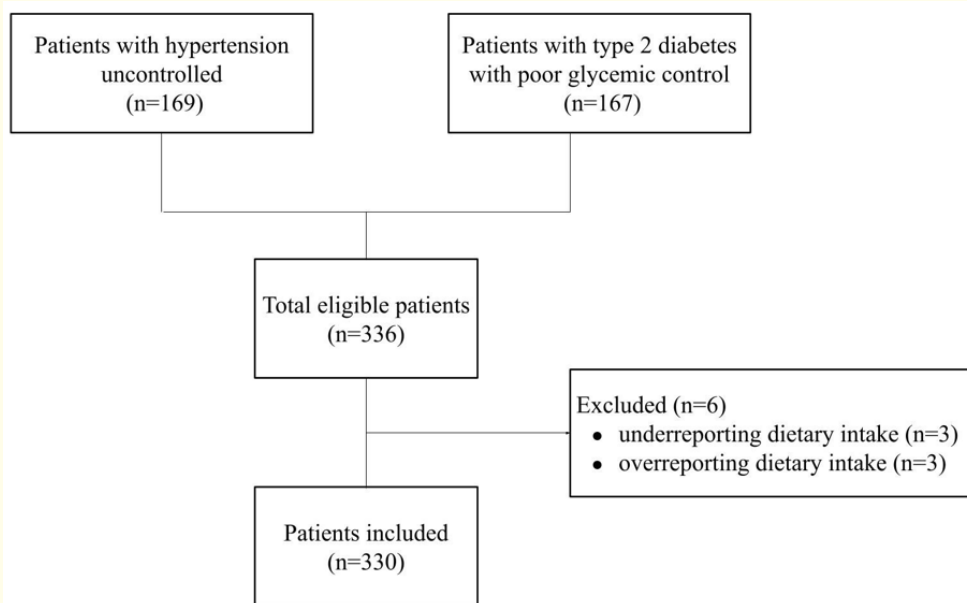 Patients with hypertension
uncontrolled
(n=169)
Patients with type 2 diabetes
with poor glycemic control
(n=167)
Total eligible patients
(n=336)
Excluded (n=6)
● underreporting dietary intake (n=3)
● overreporting dietary intake (n=3)
Patients included
(n=330)